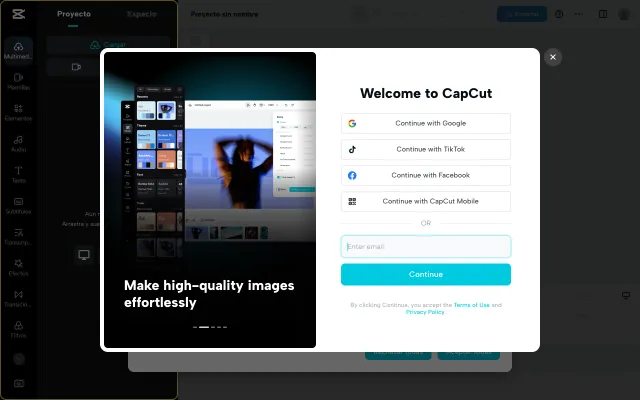 Proyecto
Espacio
Proyecto sin nombre
Multimed...
Plantillas
Elementos
Audio
Texto
Subtítulos
Transcrip...
Efectos
Transicio...
Filtros
Make high-quality images
effortlessly
Welcome to CapCut
Continue with Google
Continue with TikTok
Continue with Facebook
Continue with CapCut Mobile
OR
Enter email
Continue
By clicking Continue, you accept the Terms of Use and
Privacy Policy